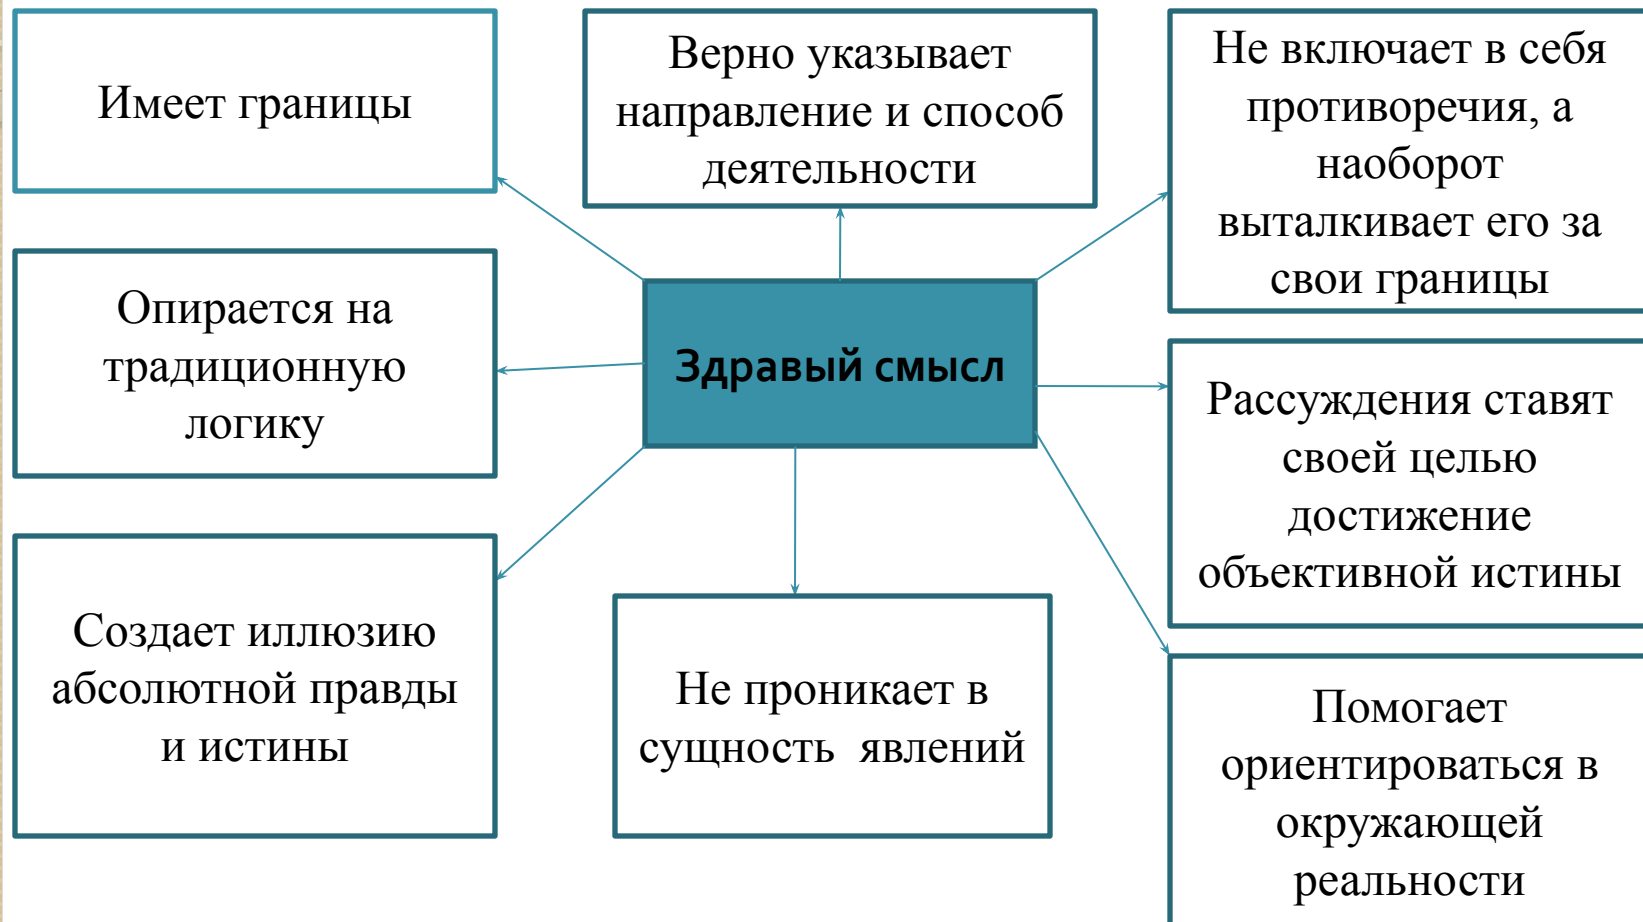 Имеет границы
Верно указывает
направление и способ
деятельности
Не включает в себя
противоречия, а
наоборот
выталкивает его за
свои границы
Опирается на
традиционную
логику
Здравый смысл
Рассуждения ставят
своей целью
достижение
объективной истины
Создает иллюзию
абсолютной правды
и истины
Не проникает в
сущность явлений
Помогает
ориентироваться в
окружающей
реальности